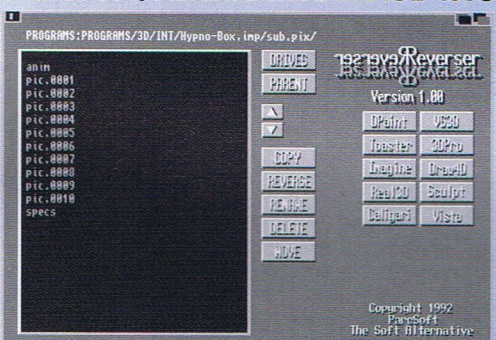 PROGRAMS:PROGRAMS/3D/INT/Hypno-Box.imp/sub.pix/
anim
pic.0001
pic.0002
pic.0003
pic.0004
pic.0005
pic.0006
pic.0007
pic.0008
pic.0009
pic.0010
specs
DRIVES
PARENT
COPY
REVERSE
RENAME
DELETE
MOVE
Reverser
Version 1.00
DPaint VS3D
Toaster 3DPro
Imagine Draw4D
Real3D Sculpt
Caligari Vista
Copyright 1992
ParcSoft
The Soft Alternative